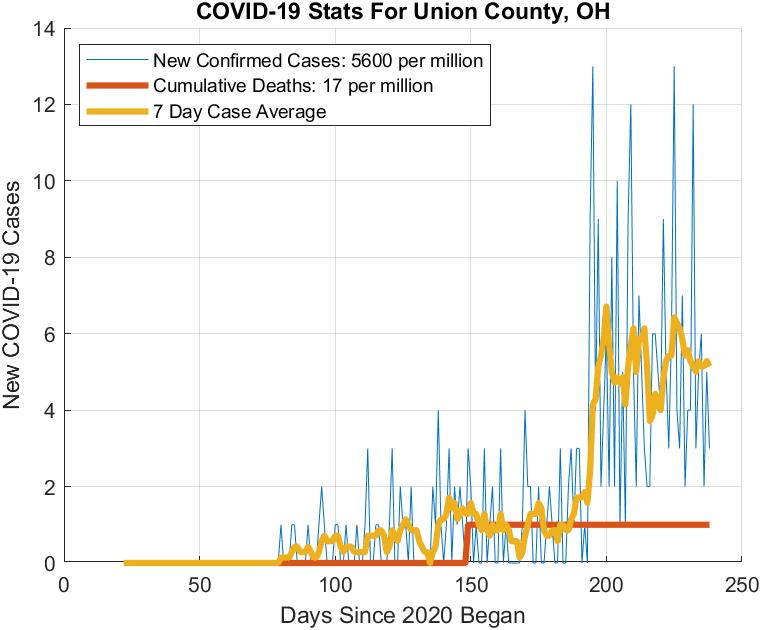 COVID-19 Stats For Union County, OH
New Confirmed Cases: 5600 per million
Cumulative Deaths: 17 per million
7 Day Case Average
New COVID-19 Cases
14
12
10
8
6
4
2
0
0 50 100 150 200 250
Days Since 2020 Began